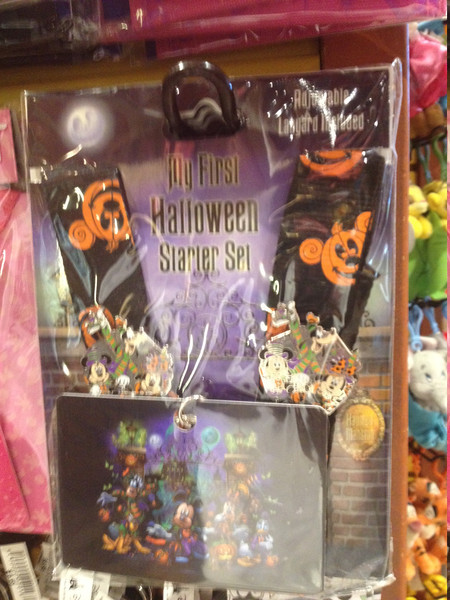 My First
Halloween
Starter Set
Adjustable
Lanyard Included